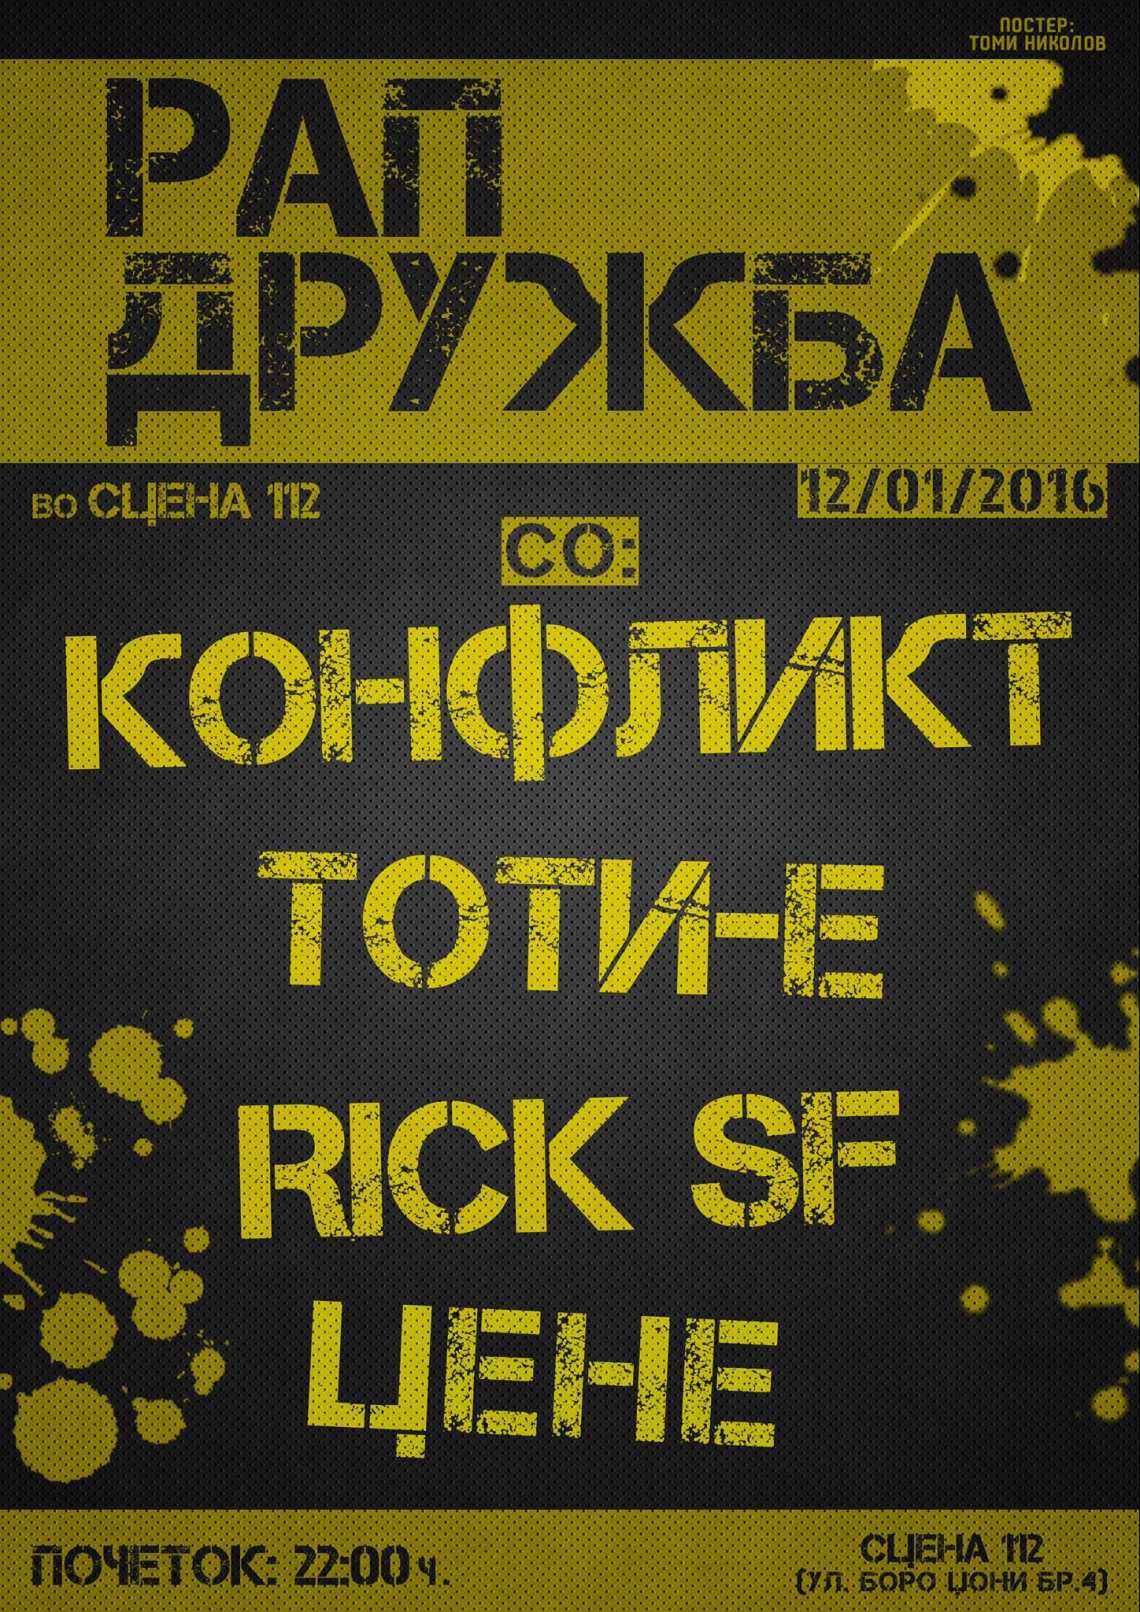 ПОСТЕР:
ТОМИ НИКОЛОВ
РАП
ДРУЖБА
ВО СЦЕНА 112
12/01/2016
СО:
КОНФЛИКТ
ТОТИ-Е
RICK SF
ЦЕНЕ
ПОЧЕТОК: 22:00 ч.
СЦЕНА 112
(УЛ. БОРО ЏОНИ БР.4)